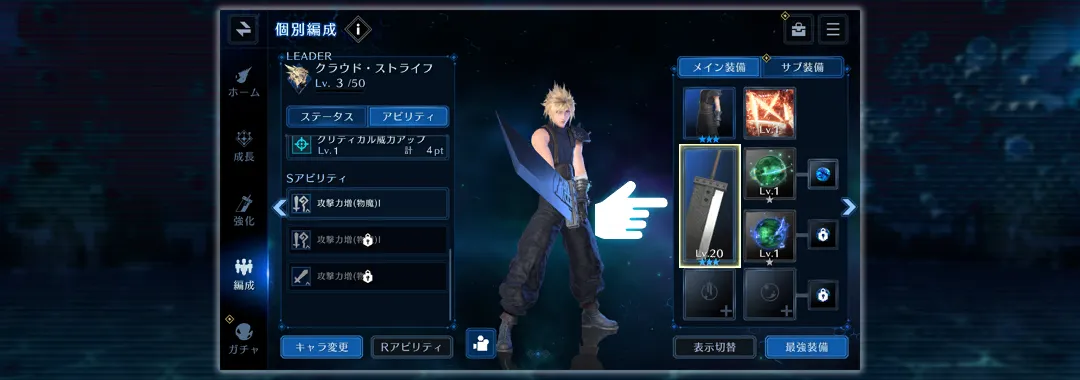 個別編成
i
LEADER
クラウド・ストライフ
Lv. 3 /50
ステータス
アビリティ
クリティカル威力アップ
Lv.1 計 4pt
Sアビリティ
攻撃力増(物魔)I
攻撃力増(物 )I
攻撃力増(物
ホーム
成長
強化
編成
ガチャ
キャラ変更
Rアビリティ
メイン装備
サブ装備
Lv.1
Lv.1
Lv.20
Lv.1
表示切替
最強装備